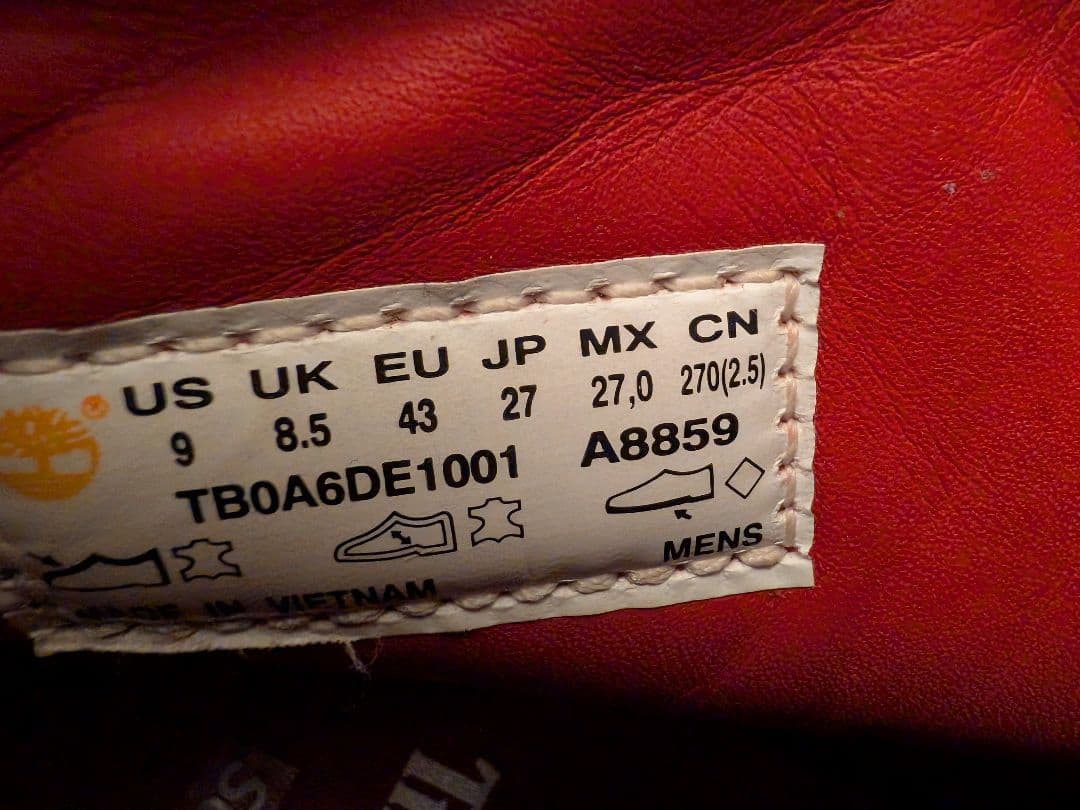 US UK EU JP MX CN
9 8.5 43 27 27,0 270(2.5)
TB0A6DE1001 A8859
MENS
MADE IN VIETNAM